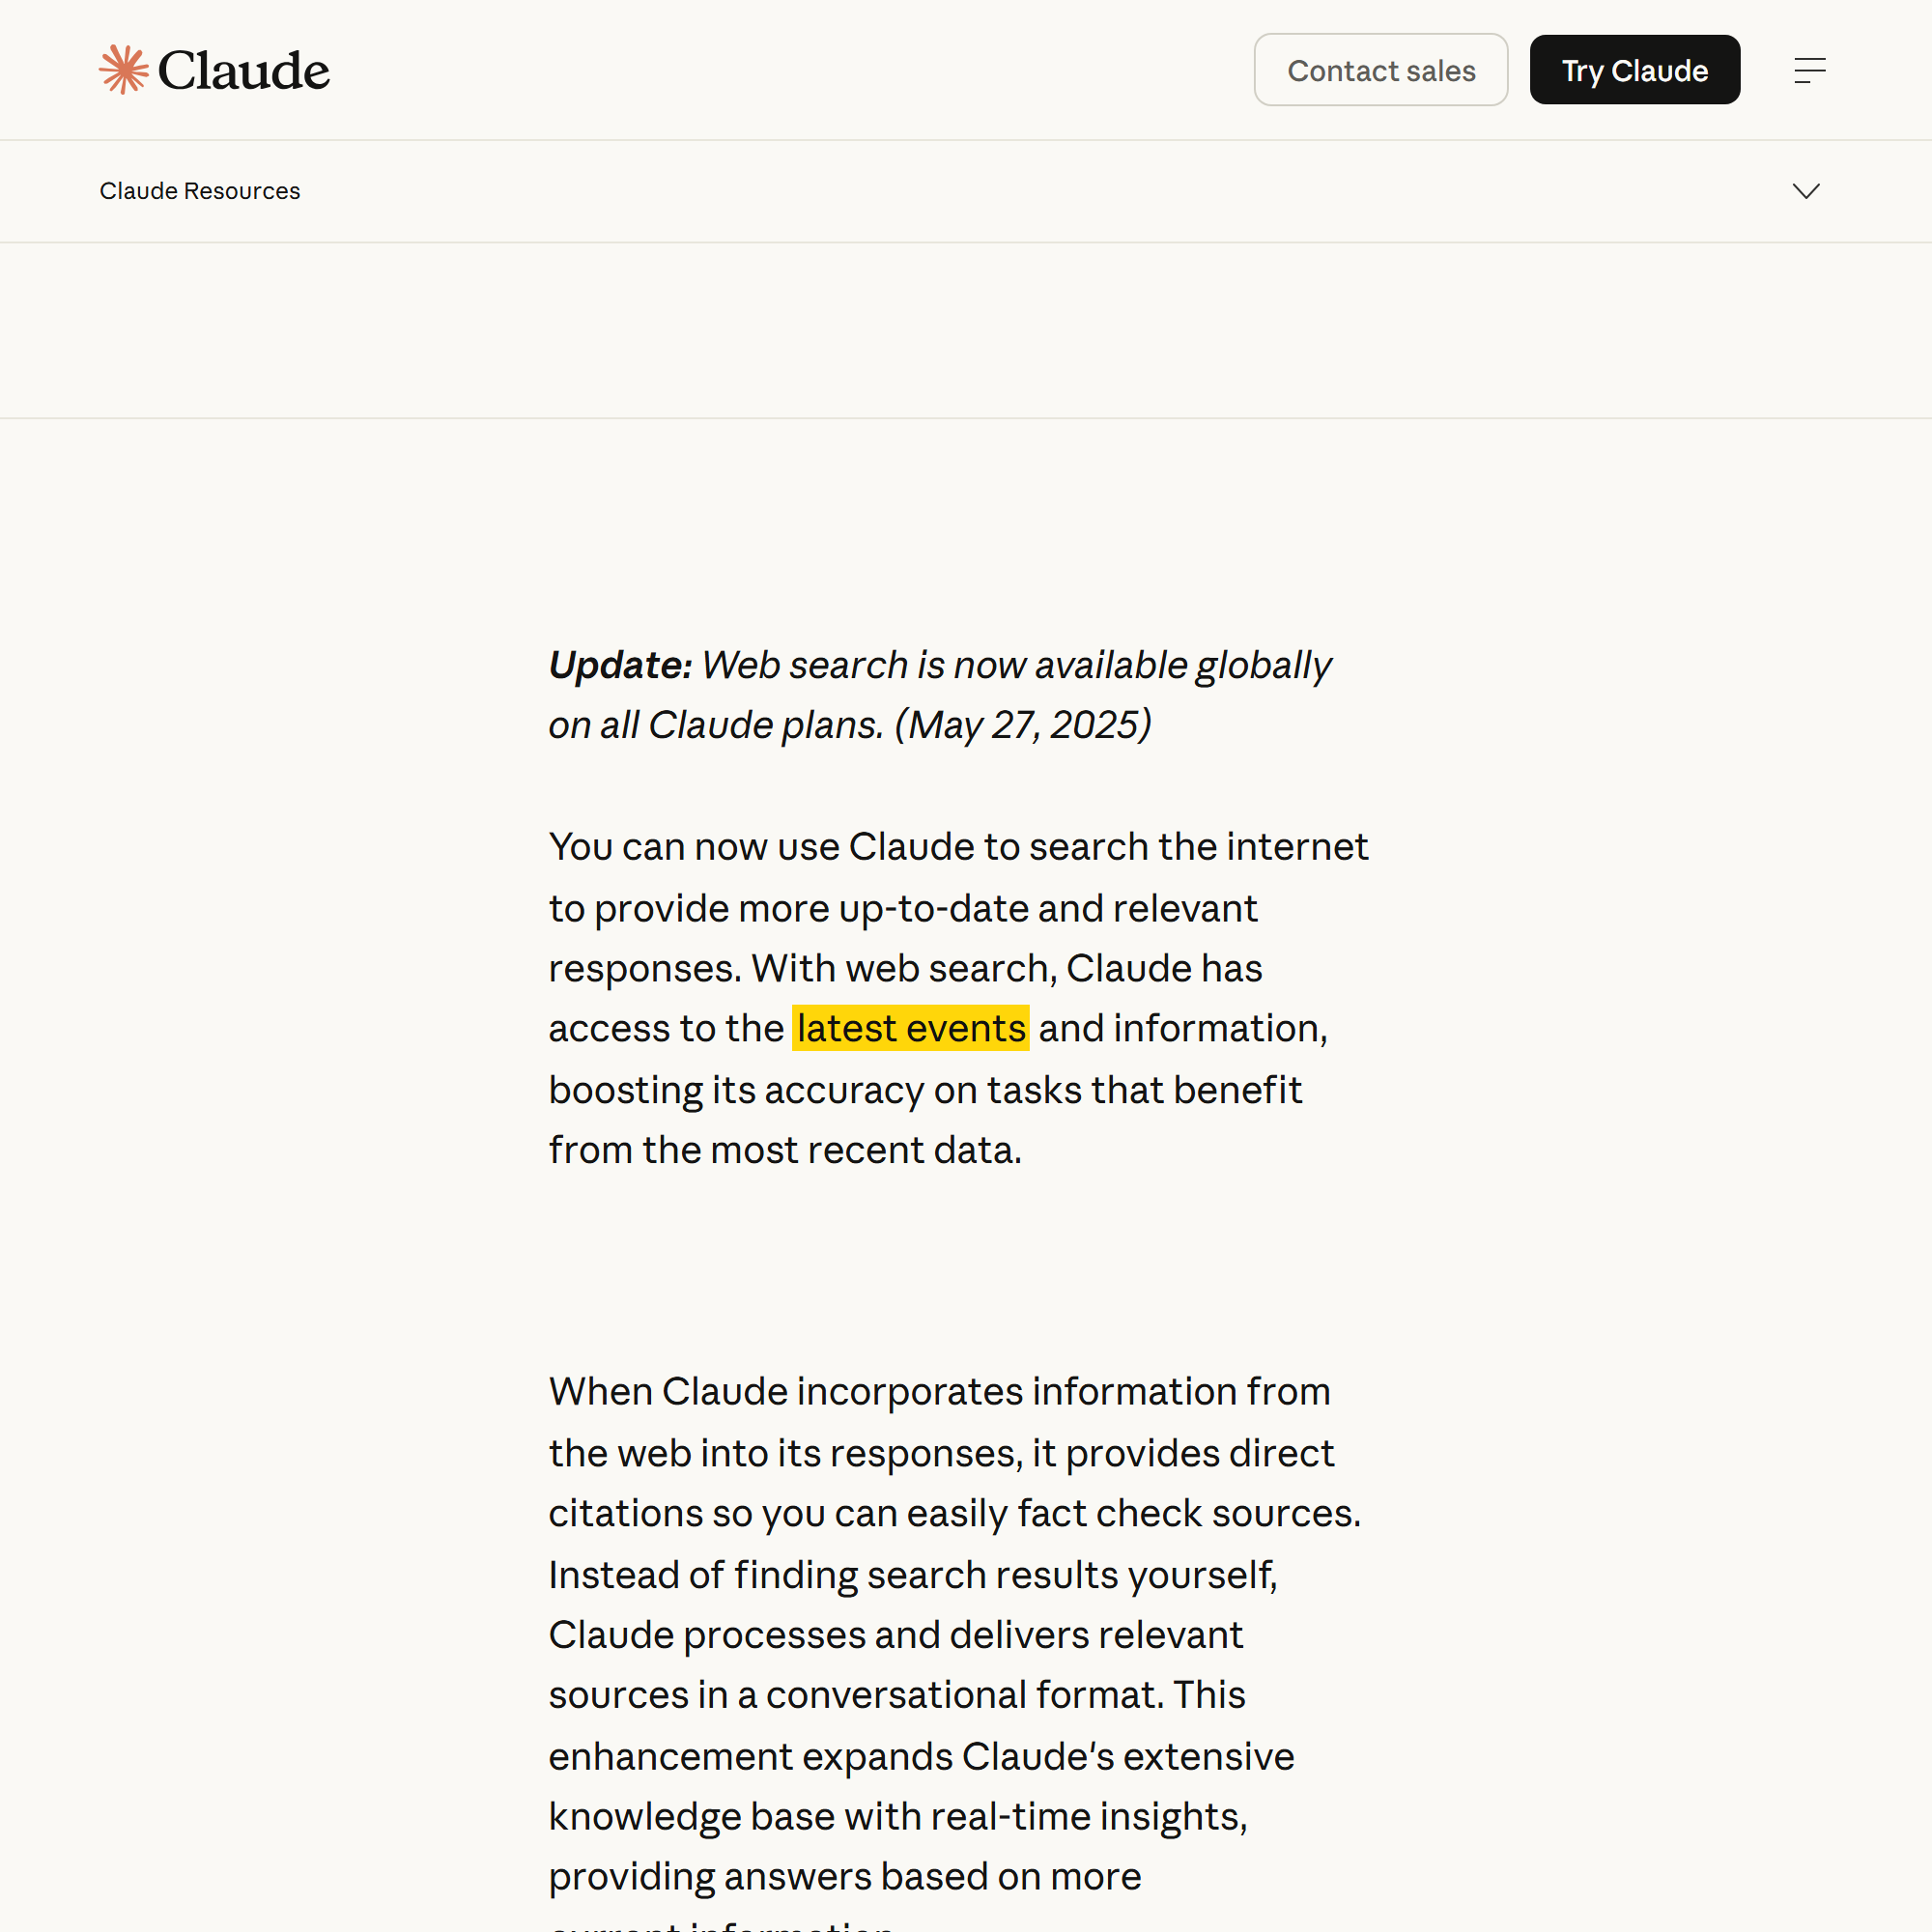 Claude
Contact sales
Try Claude
Claude Resources
Update: Web search is now available globally
on all Claude plans. (May 27, 2025)
You can now use Claude to search the internet
to provide more up-to-date and relevant
responses. With web search, Claude has
access to the latest events and information,
boosting its accuracy on tasks that benefit
from the most recent data.
When Claude incorporates information from
the web into its responses, it provides direct
citations so you can easily fact check sources.
Instead of finding search results yourself,
Claude processes and delivers relevant
sources in a conversational format. This
enhancement expands Claude's extensive
knowledge base with real-time insights,
providing answers based on more
current information